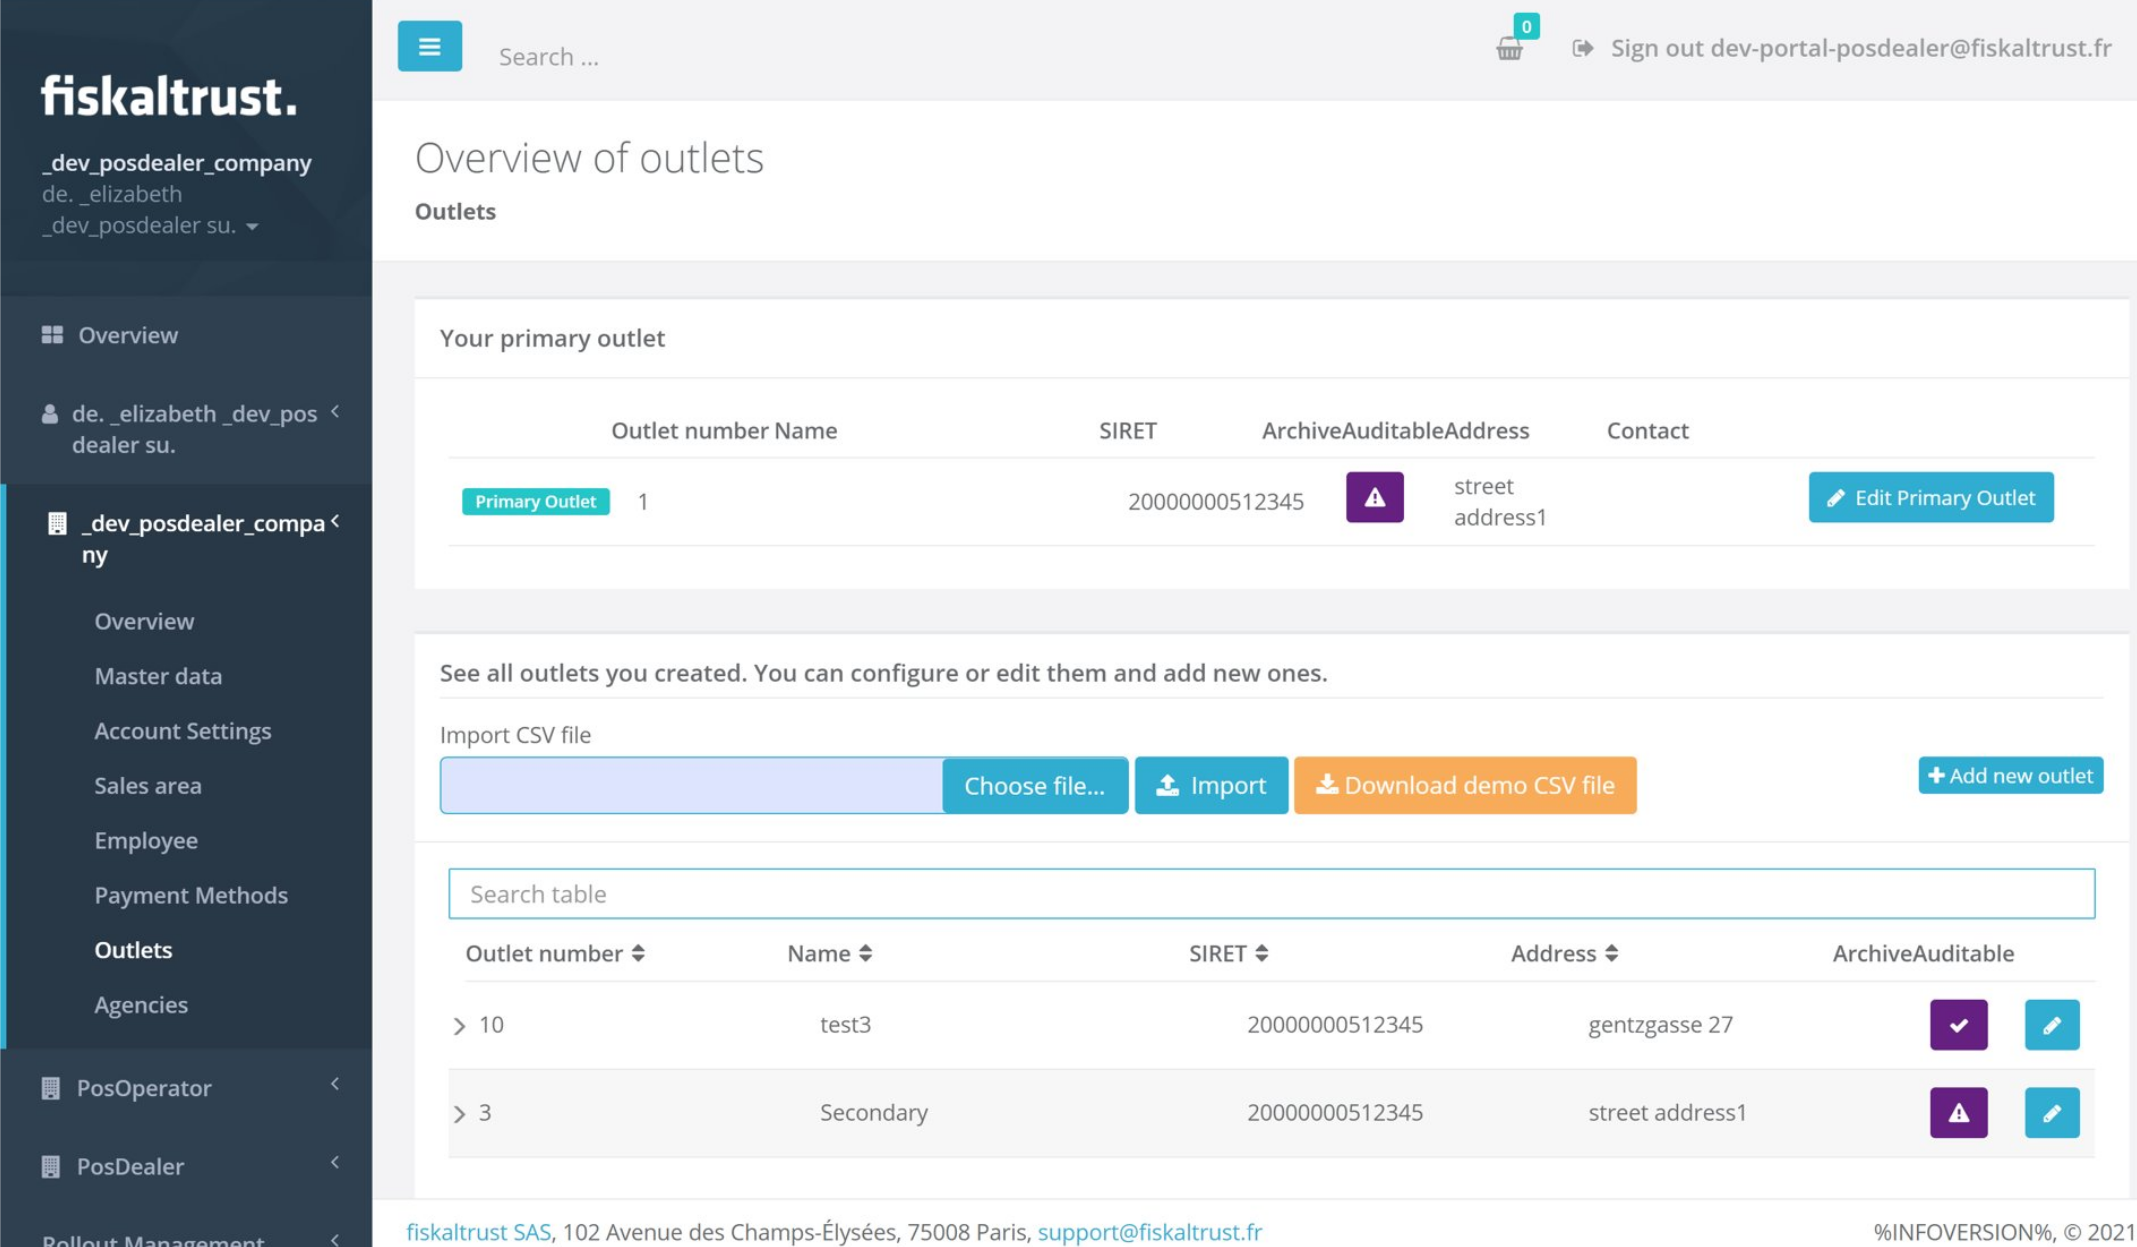 fiskaltrust.
_dev_posdealer_company
de. _elizabeth
_dev_posdealer su.
Overview
de. _elizabeth _dev_pos
dealer su.
_dev_posdealer_compa
ny
Overview
Master data
Account Settings
Sales area
Employee
Payment Methods
Outlets
Agencies
PosOperator
PosDealer
Rollout Management
Search ...
0
Sign out dev-portal-posdealer@fiskaltrust.fr
Overview of outlets
Outlets
Your primary outlet
Outlet number Name SIRET ArchiveAuditableAddress Contact
Primary Outlet 1 20000000512345 street
address1
Edit Primary Outlet
See all outlets you created. You can configure or edit them and add new ones.
Import CSV file
Choose file... Import Download demo CSV file Add new outlet
Search table
Outlet number Name SIRET Address ArchiveAuditable
10 test3 20000000512345 gentzgasse 27
3 Secondary 20000000512345 street address1
fiskaltrust SAS, 102 Avenue des Champs-Élysées, 75008 Paris, support@fiskaltrust.fr %INFOVERSION%, © 2021